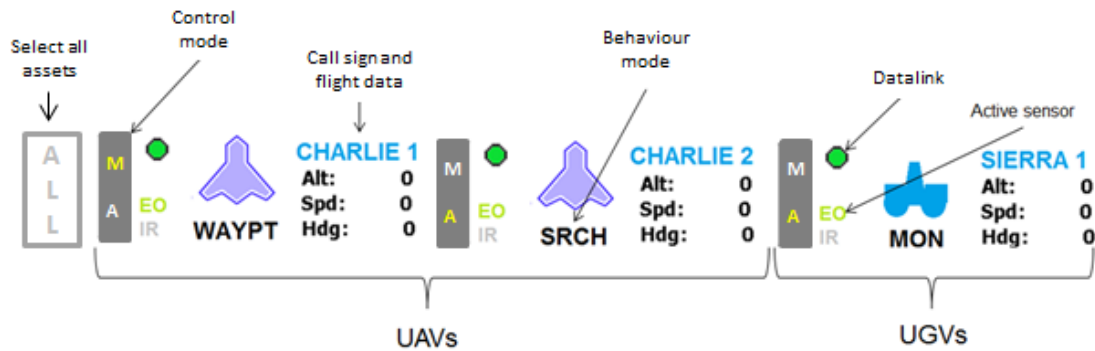 Select all
assets
Control
mode
Call sign and
flight data
Behaviour
mode
Datalink
Active sensor
A
L
L
M
A
EO
IR
WAYPT
CHARLIE 1
Alt: 0
Spd: 0
Hdg: 0
M
A
EO
IR
SRCH
CHARLIE 2
Alt: 0
Spd: 0
Hdg: 0
M
A
EO
IR
MON
SIERRA 1
Alt: 0
Spd: 0
Hdg: 0
UAVs
UGVs